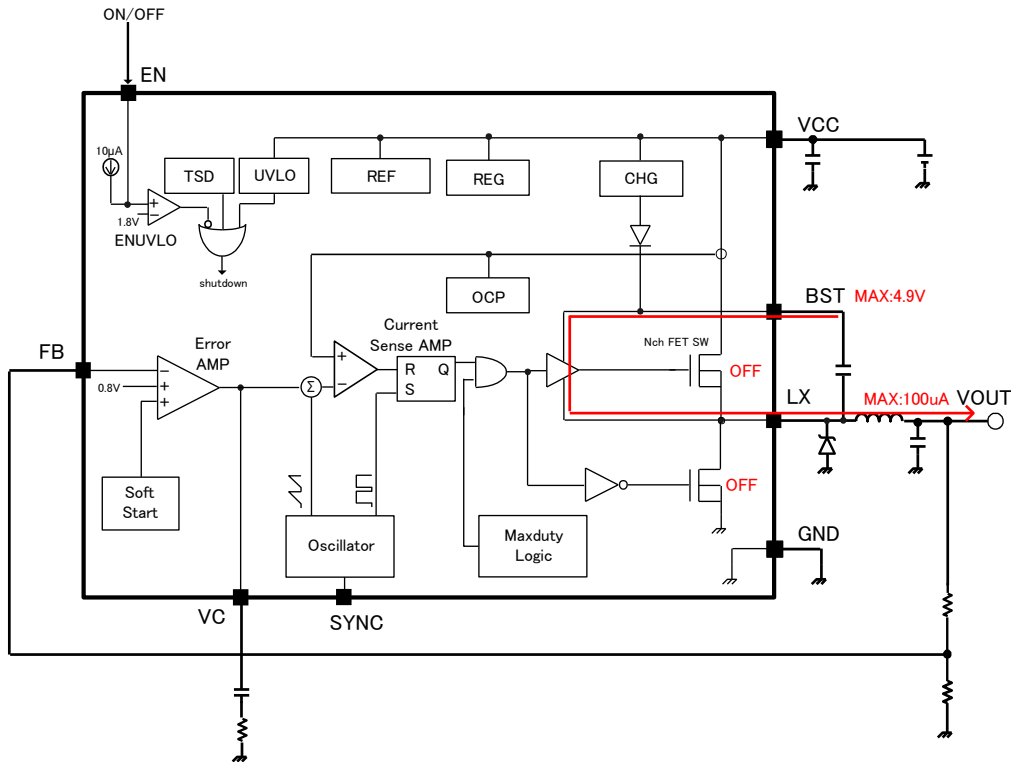 ON/OFF
EN
VCC
10µA
TSD
UVLO
REF
REG
CHG
1.8V
ENUVLO
shutdown
OCP
BST
MAX:4.9V
Current
Sense AMP
Nch FET SW
FB
Error
AMP
R
Q
S
OFF
LX
MAX:100uA
VOUT
0.8V
Σ
Soft
Start
OFF
Oscillator
Maxduty
Logic
GND
VC
SYNC